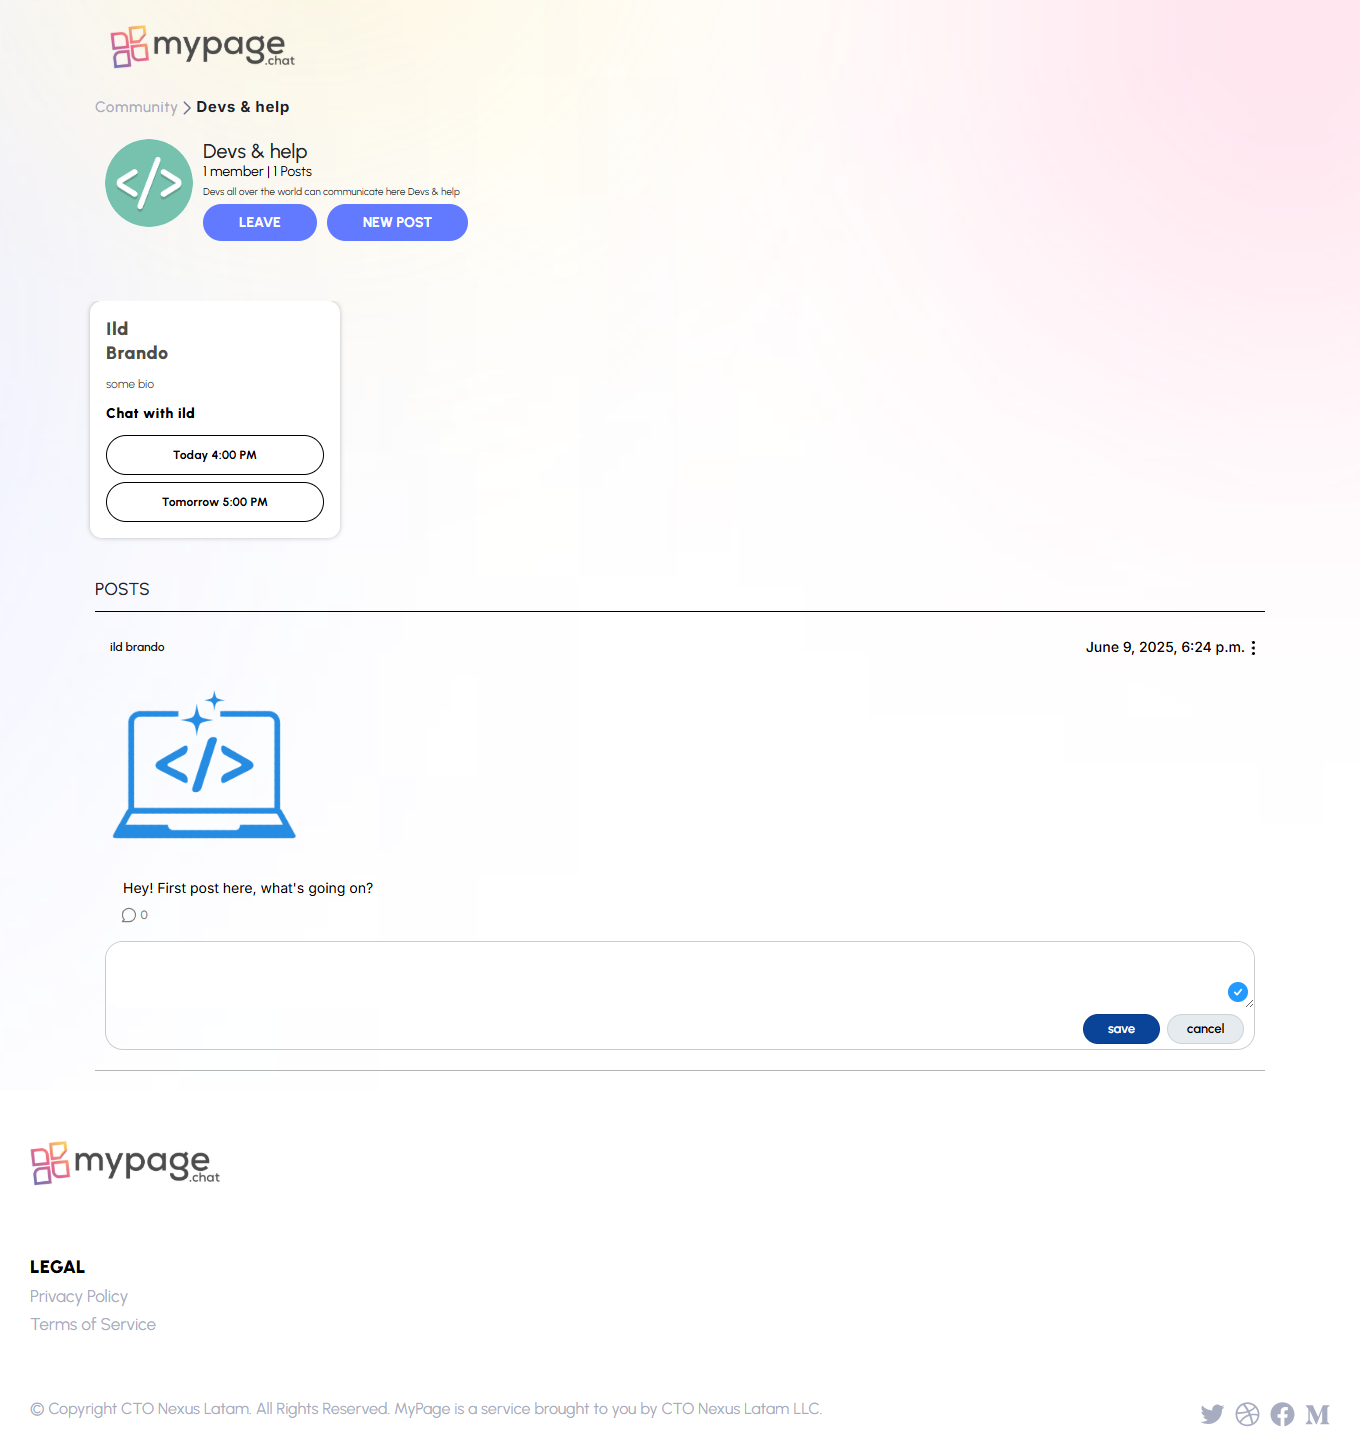 mypage
.chat
Community > Devs & help
Devs & help
1 member | 1 Posts
Devs all over the world can communicate here Devs & help
LEAVE NEW POST
Ild
Brando
some bio
Chat with ild
Today 4:00 PM
Tomorrow 5:00 PM
POSTS
ild brando June 9, 2025, 6:24 p.m.
</>
Hey! First post here, what's going on?
0
save cancel
mypage
.chat
LEGAL
Privacy Policy
Terms of Service
© Copyright CTO Nexus Latam. All Rights Reserved. MyPage is a service brought to you by CTO Nexus Latam LLC.